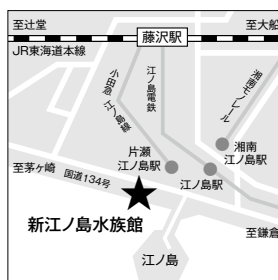 至辻堂
藤沢駅
至大船
JR東海道本線
小田急 江ノ島線
江ノ島電鉄
湘南モノレール
片瀬
江ノ島駅
湘南
江ノ島駅
江ノ島駅
至茅ヶ崎
国道134号
新江ノ島水族館
至鎌倉
江ノ島